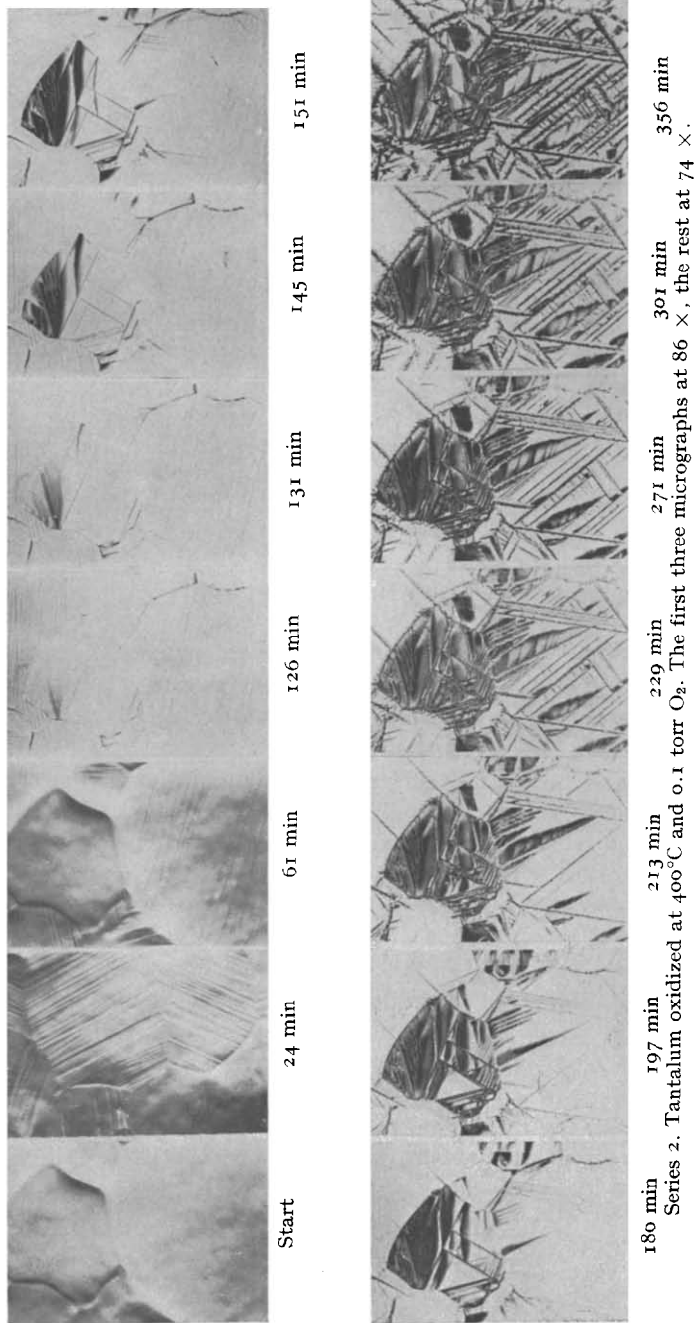 Start
24 min
61 min
126 min
131 min
145 min
151 min
180 min
197 min
213 min
229 min
271 min
301 min
356 min
Series 2. Tantalum oxidized at 400°C and 0.1 torr O₂. The first three micrographs at 86 ×, the rest at 74 ×.